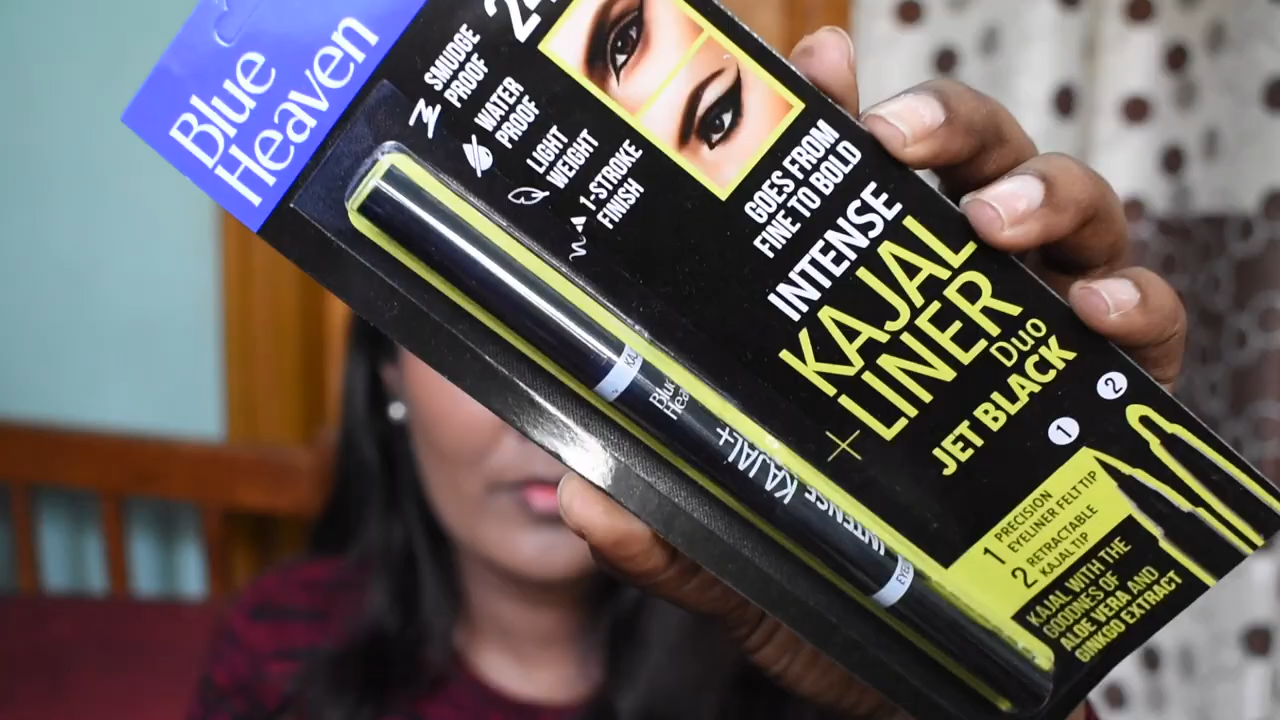 Blue
Heaven
24
SMUDGE
PROOF
WATER
PROOF
LIGHT
WEIGHT
1-STROKE
FINISH
GOES FROM
FINE TO BOLD
INTENSE
KAJAL
+LINER
Duo
JET BLACK
1
2
1 PRECISION
EYELINER FELT TIP
2 RETRACTABLE
KAJAL TIP
KAJAL WITH THE
GOODNES OF
ALOE VERA AND
GINKGO EXTRACT
INTENSE KAJAL+